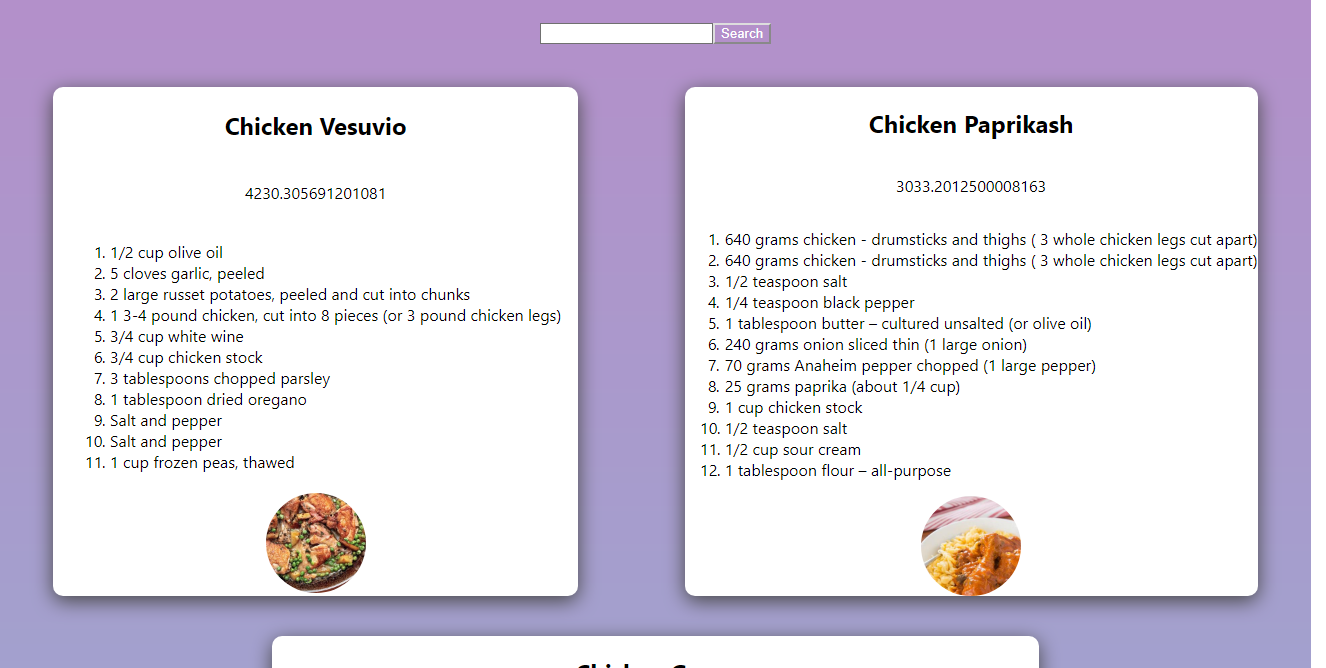 Search
Chicken Vesuvio
4230.305691201081
1. 1/2 cup olive oil
2. 5 cloves garlic, peeled
3. 2 large russet potatoes, peeled and cut into chunks
4. 1 3-4 pound chicken, cut into 8 pieces (or 3 pound chicken legs)
5. 3/4 cup white wine
6. 3/4 cup chicken stock
7. 3 tablespoons chopped parsley
8. 1 tablespoon dried oregano
9. Salt and pepper
10. Salt and pepper
11. 1 cup frozen peas, thawed
Chicken Paprikash
3033.2012500008163
1. 640 grams chicken - drumsticks and thighs ( 3 whole chicken legs cut apart)
2. 640 grams chicken - drumsticks and thighs ( 3 whole chicken legs cut apart)
3. 1/2 teaspoon salt
4. 1/4 teaspoon black pepper
5. 1 tablespoon butter – cultured unsalted (or olive oil)
6. 240 grams onion sliced thin (1 large onion)
7. 70 grams Anaheim pepper chopped (1 large pepper)
8. 25 grams paprika (about 1/4 cup)
9. 1 cup chicken stock
10. 1/2 teaspoon salt
11. 1/2 cup sour cream
12. 1 tablespoon flour – all-purpose
Chicken